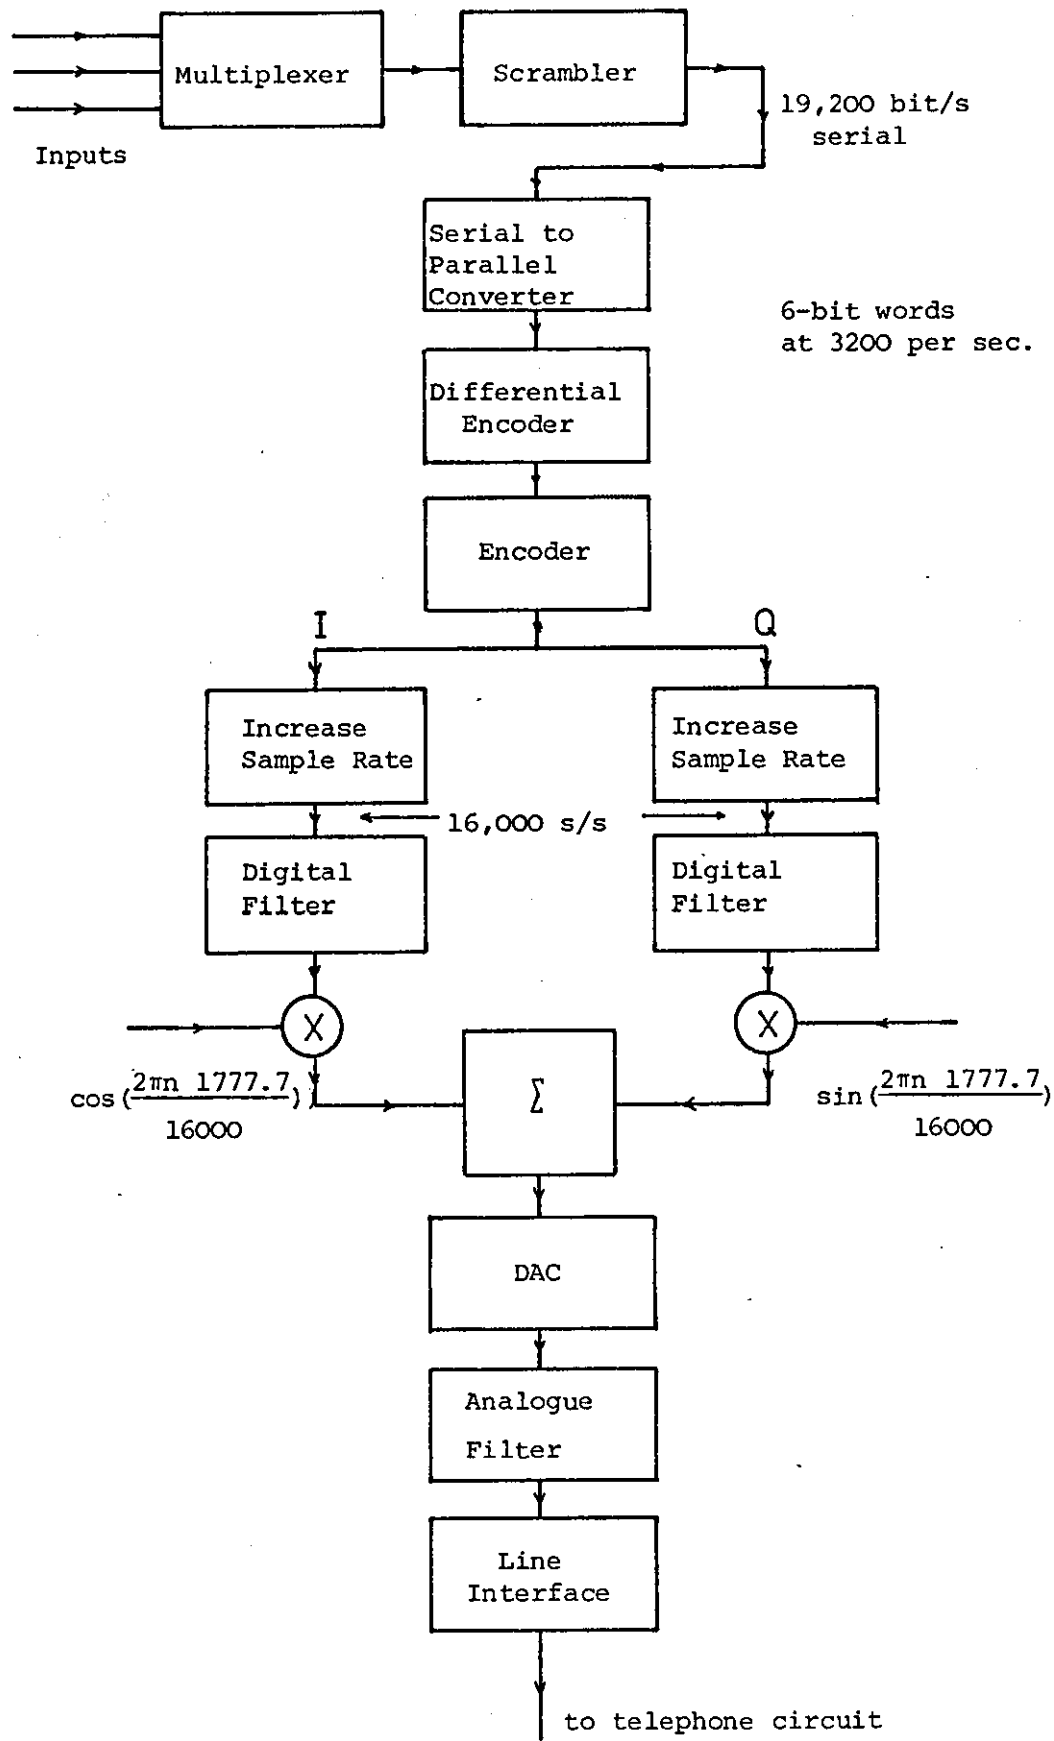 Multiplexer
Scrambler
Inputs
19,200 bit/s
serial
Serial to
Parallel
Converter
6-bit words
at 3200 per sec.
Differential
Encoder
Encoder
I
Q
Increase
Sample Rate
Increase
Sample Rate
16,000 s/s
Digital
Filter
Digital
Filter
X
X
cos(2πn 1777.7)
16000
Σ
sin(2πn 1777.7)
16000
DAC
Analogue
Filter
Line
Interface
to telephone circuit